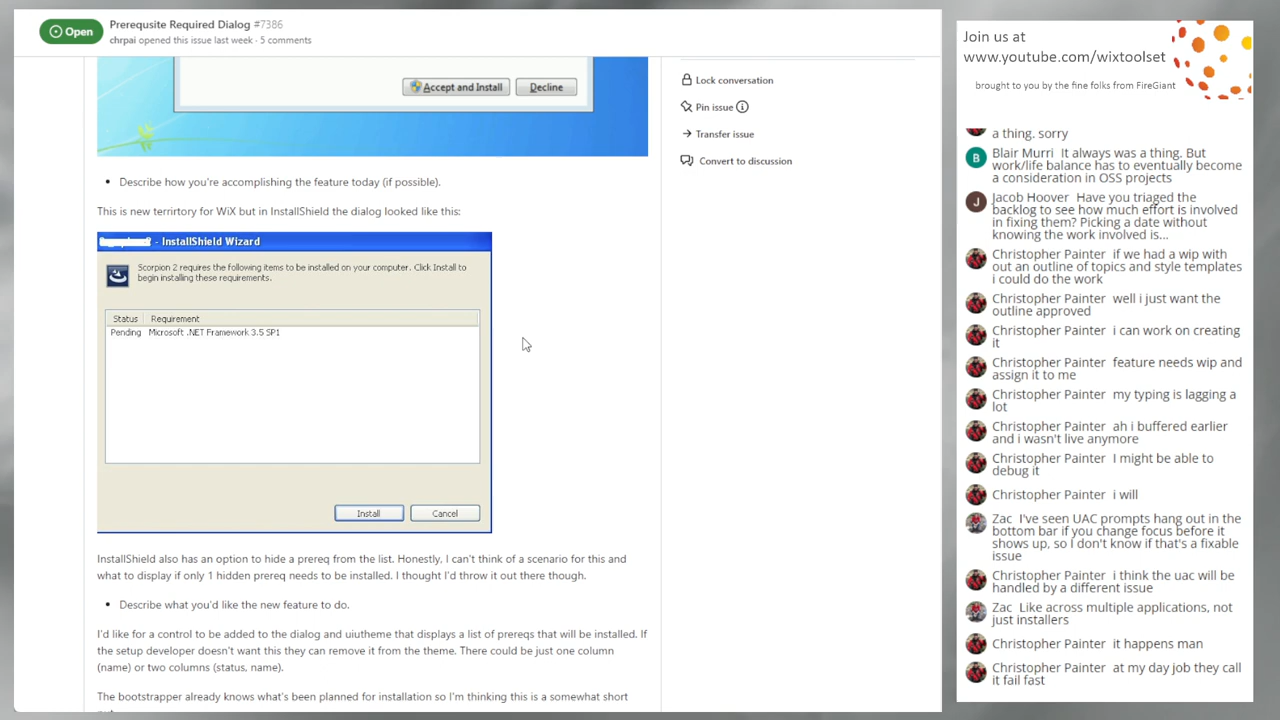 Open
Prerequsite Required Dialog #7386
chrpai opened this issue last week · 5 comments
Accept and Install
Decline
Lock conversation
Pin issue
Transfer issue
Convert to discussion
• Describe how you're accomplishing the feature today (if possible).
This is new terrirtory for WiX but in InstallShield the dialog looked like this:
- InstallShield Wizard
Scorpion 2 requires the following items to be installed on your computer. Click Install to
begin installing these requirements.
Status Requirement
Pending Microsoft .NET Framework 3.5 SP1
Install
Cancel
InstallShield also has an option to hide a prereq from the list. Honestly, I can't think of a scenario for this and
what to display if only 1 hidden prereq needs to be installed. I thought I'd throw it out there though.
• Describe what you'd like the new feature to do.
I'd like for a control to be added to the dialog and uiutheme that displays a list of prereqs that will be installed. If
the setup developer doesn't want this they can remove it from the theme. There could be just one column
(name) or two columns (status, name).
The bootstrapper already knows what's been planned for installation so I'm thinking this is a somewhat short
Join us at
www.youtube.com/wixtoolset
brought to you by the fine folks from FireGiant
a thing. sorry
B
Blair Murri It always was a thing. But
work/life balance has to eventually become
a consideration in OSS projects
J
Jacob Hoover Have you triaged the
backlog to see how much effort is involved
in fixing them? Picking a date without
knowing the work involved is...
Christopher Painter if we had a wip with
out an outline of topics and style templates
i could do the work
Christopher Painter well i just want the
outline approved
Christopher Painter i can work on creating
it
Christopher Painter feature needs wip and
assign it to me
Christopher Painter my typing is lagging a
lot
Christopher Painter ah i buffered earlier
and i wasn't live anymore
Christopher Painter I might be able to
debug it
Christopher Painter i will
Zac I've seen UAC prompts hang out in the
bottom bar if you change focus before it
shows up, so I don't know if that's a fixable
issue
Christopher Painter i think the uac will be
handled by a different issue
Zac Like across multiple applications, not
just installers
Christopher Painter it happens man
Christopher Painter at my day job they call
it fail fast